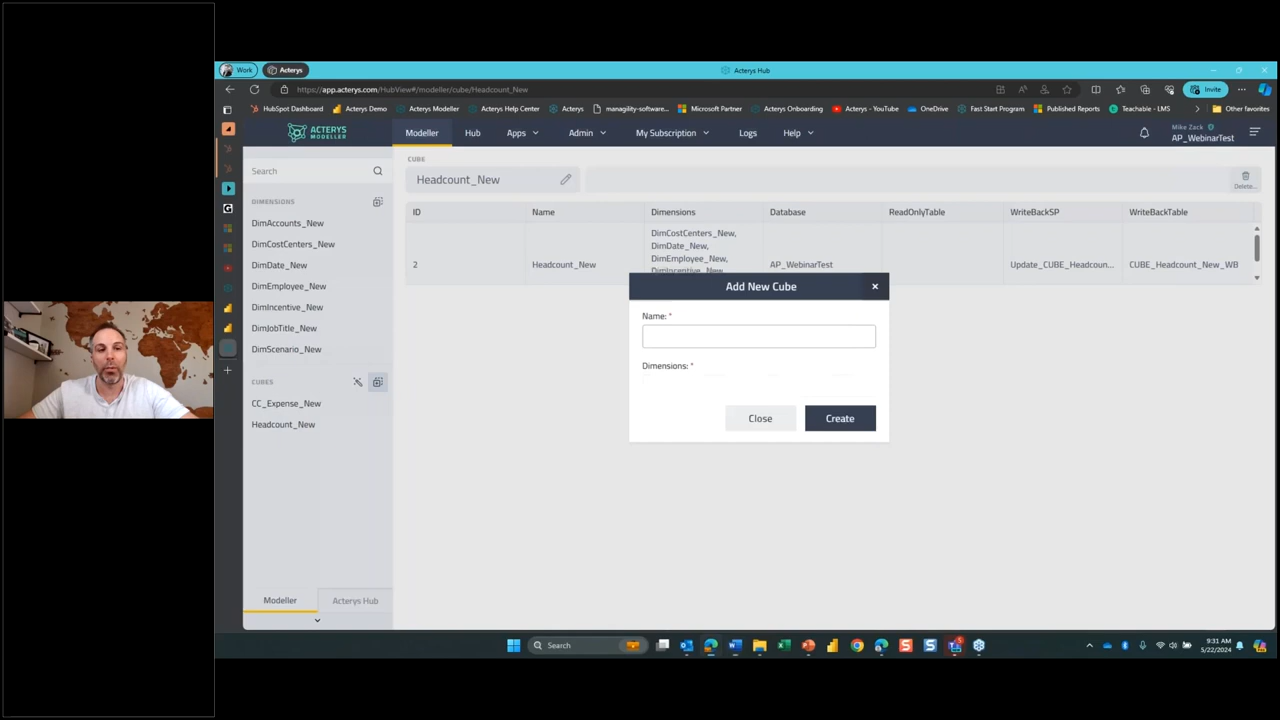 Work
Acterys
Acterys Hub
https://app.acterys.com/HubView#/modeller/cube/Headcount_New
Invite
HubSpot Dashboard
Acterys Demo
Acterys Modeller
Acterys Help Center
Acterys
managility-software...
Microsoft Partner
Acterys Onboarding
Acterys - YouTube
OneDrive
Fast Start Program
Published Reports
Teachable - LMS
Other favorites
ACTERYS
MODELLER
Modeller
Hub
Apps
Admin
My Subscription
Logs
Help
Mike Zack
AP_WebinarTest
Search
DIMENSIONS
DimAccounts_New
DimCostCenters_New
DimDate_New
DimEmployee_New
DimIncentive_New
DimJobTitle_New
DimScenario_New
CUBES
CC_Expense_New
Headcount_New
Modeller
Acterys Hub
CUBE
Headcount_New
Delete...
ID
Name
Dimensions
Database
ReadOnlyTable
WriteBackSP
WriteBackTable
2
Headcount_New
DimCostCenters_New,
DimDate_New,
DimEmployee_New,
DimIncentive_New,
AP_WebinarTest
Update_CUBE_Headcoun...
CUBE_Headcount_New_WB
Add New Cube
×
Name: *
Dimensions: *
Close
Create
Search
9:31 AM
5/22/2024